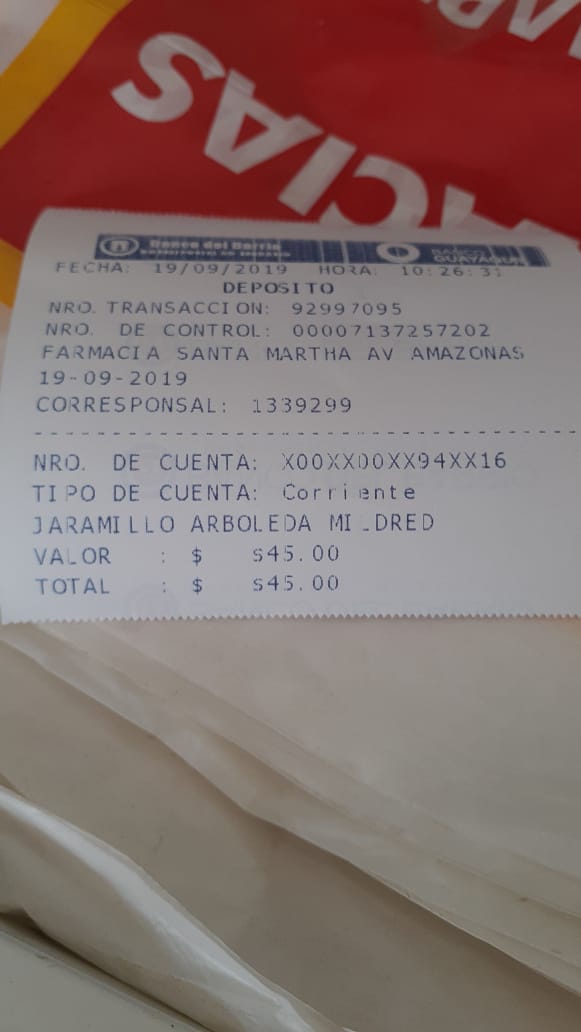 CIAS
Banco del Barrio
BANCO
GUAYAQUIL
FECHA: 19/09/2019 HORA: 10:26:31
DEPOSITO
NRO. TRANSACCION: 92997095
NRO. DE CONTROL: 00007137257202
FARMACIA SANTA MARTHA AV AMAZONAS
19-09-2019
CORRESPONSAL: 1339299
NRO. DE CUENTA: X00XX00XX94XX16
TIPO DE CUENTA: Corriente
JARAMILLO ARBOLEDA MILDRED
VALOR : $ $45.00
TOTAL : $ $45.00